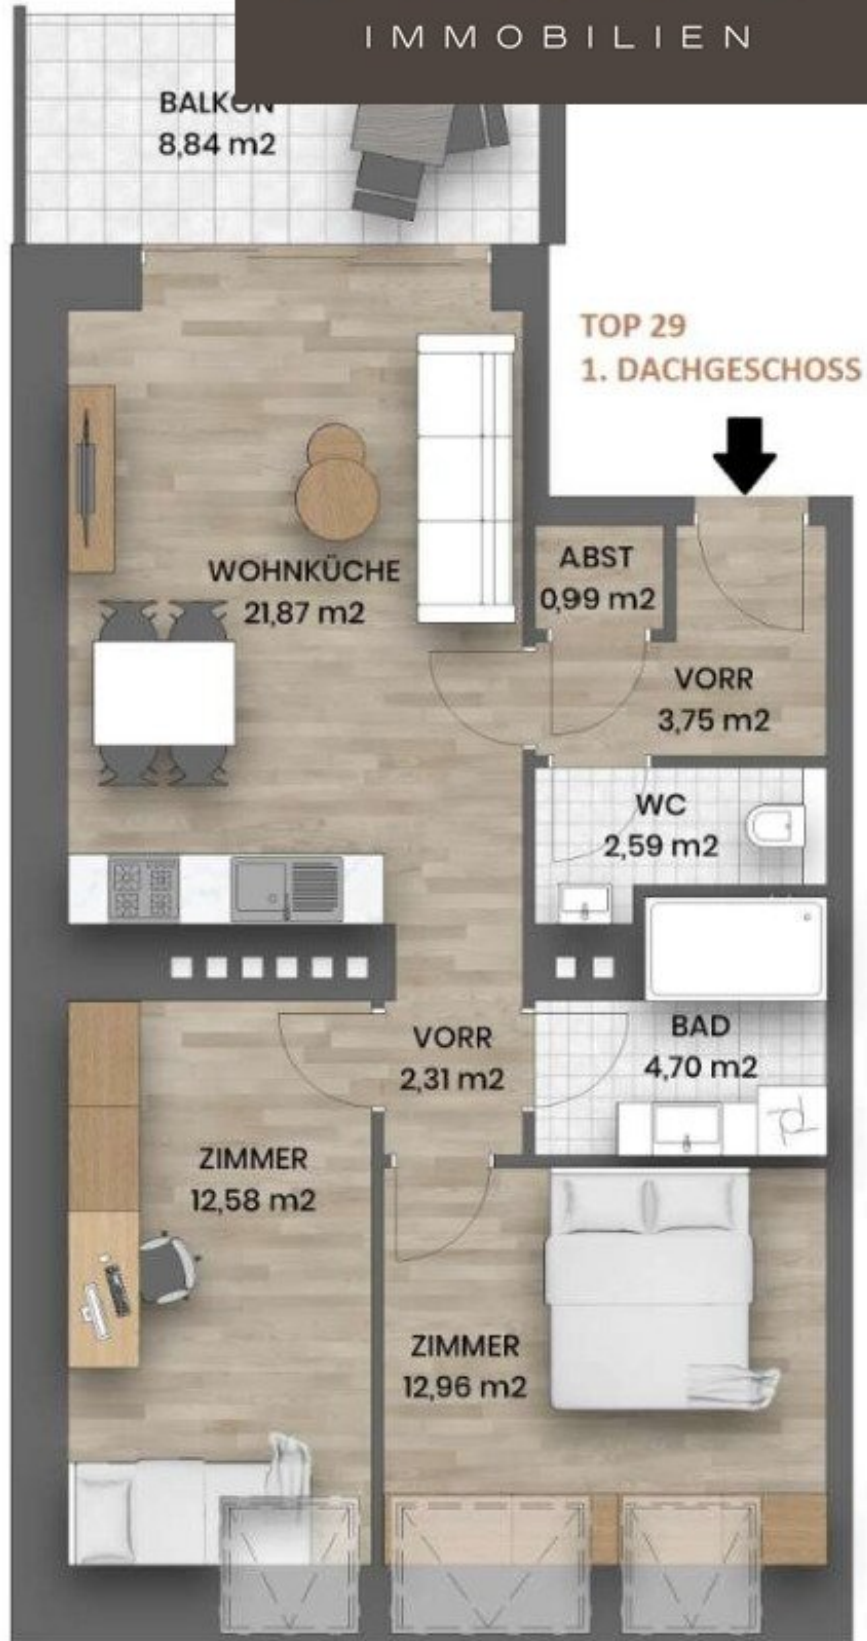 IMMOBILIEN
BALKON
8,84 m2
TOP 29
1. DACHGESCHOSS
WOHNKÜCHE
21,87 m2
ABST
0,99 m2
VORR
3,75 m2
WC
2,59 m2
VORR
2,31 m2
BAD
4,70 m2
ZIMMER
12,58 m2
ZIMMER
12,96 m2